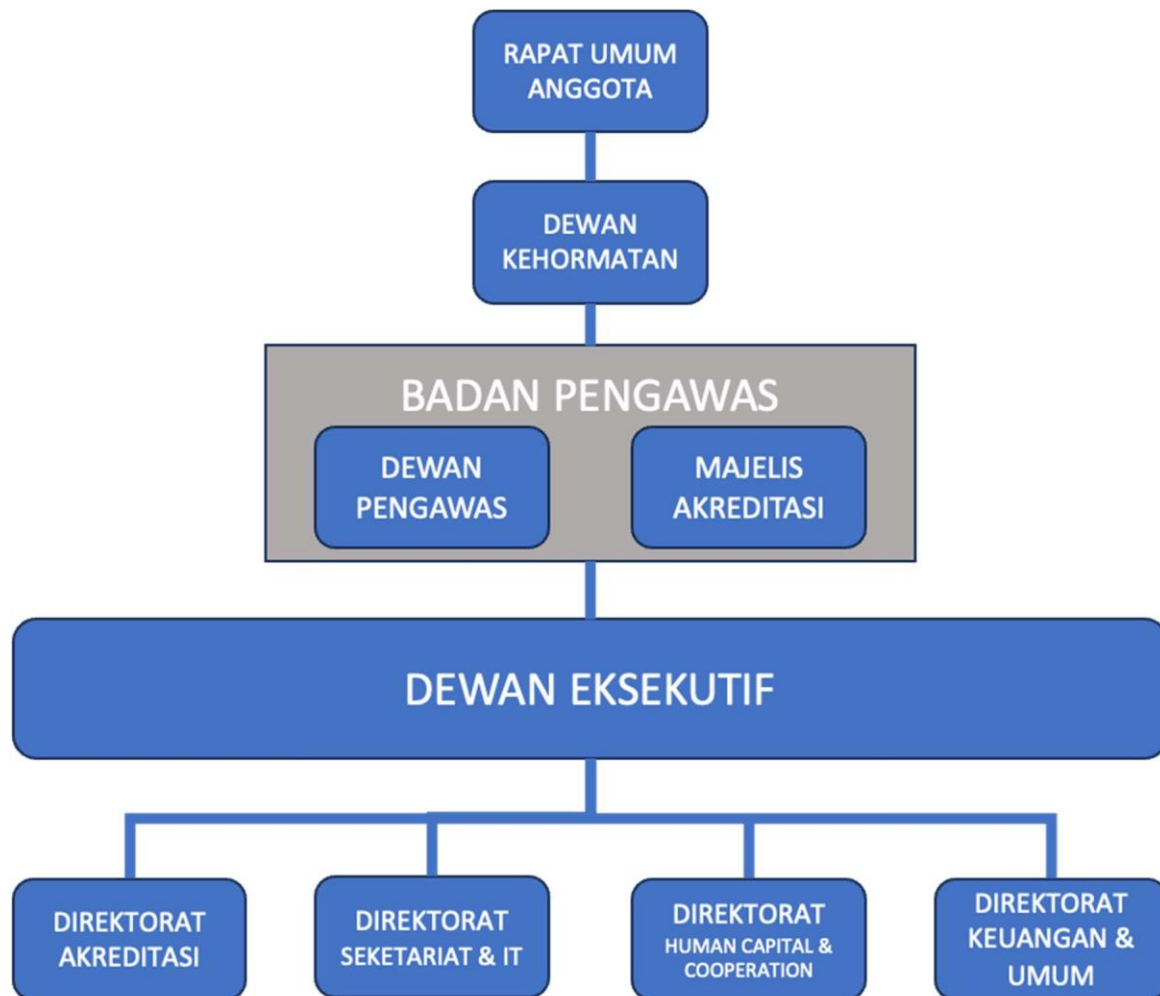 RAPAT UMUM
ANGGOTA
DEWAN
KEHORMATAN
BADAN PENGAWAS
DEWAN
PENGAWAS
MAJELIS
AKREDITASI
DEWAN EKSEKUTIF
DIREKTORAT
AKREDITASI
DIREKTORAT
SEKETARIAT & IT
DIREKTORAT
HUMAN CAPITAL &
COOPERATION
DIREKTORAT
KEUANGAN &
UMUM